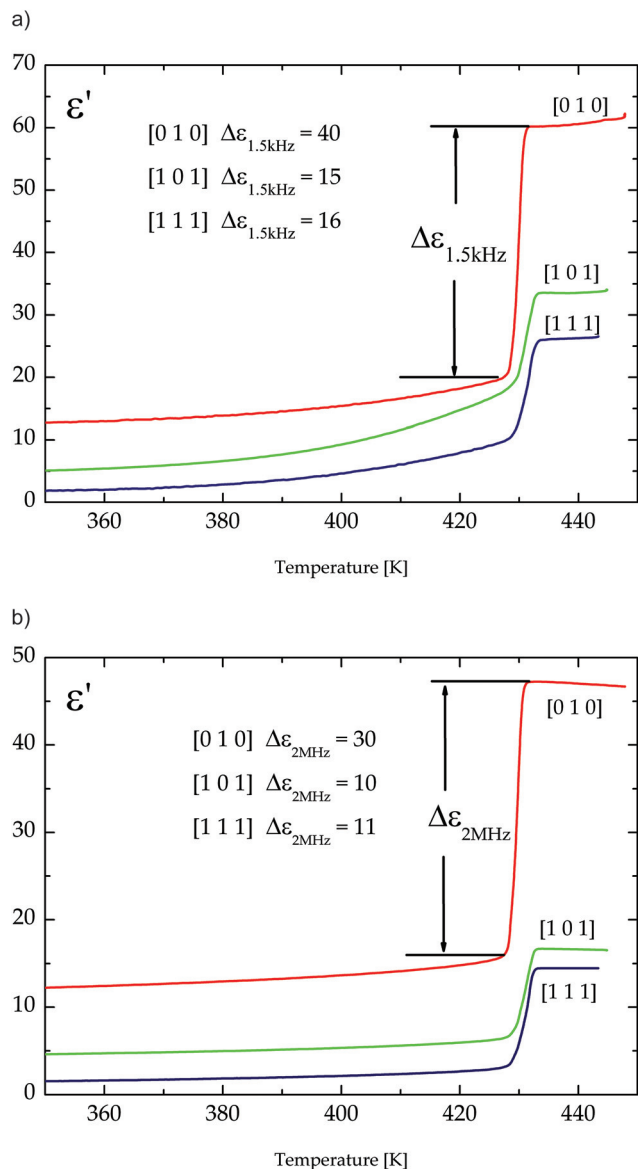 a)
70
60
50
40
30
20
10
0
ε'
[0 1 0] Δε1.5kHz = 40
[1 0 1] Δε1.5kHz = 15
[1 1 1] Δε1.5kHz = 16
Δε1.5kHz
[0 1 0]
[1 0 1]
[1 1 1]
360 380 400 420 440
Temperature [K]
b)
50
40
30
20
10
0
ε'
[0 1 0] Δε2MHz = 30
[1 0 1] Δε2MHz = 10
[1 1 1] Δε2MHz = 11
Δε2MHz
[0 1 0]
[1 0 1]
[1 1 1]
360 380 400 420 440
Temperature [K]